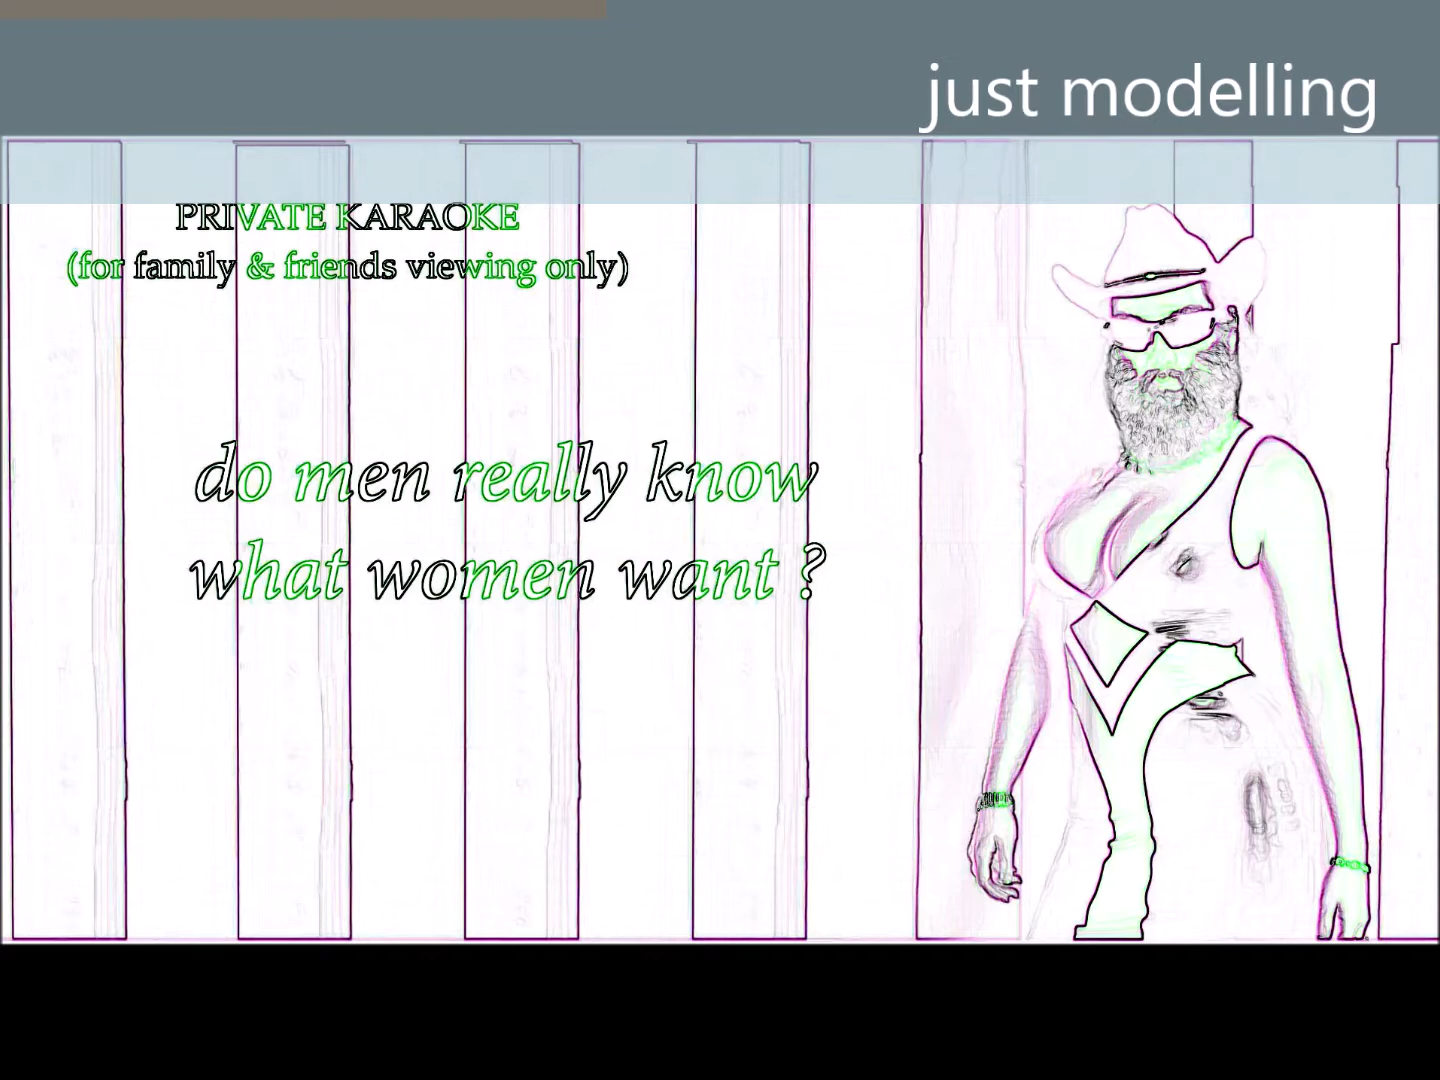 just modelling
PRIVATE KARAOKE
(for family & friends viewing only)
do men really know
what women want ?